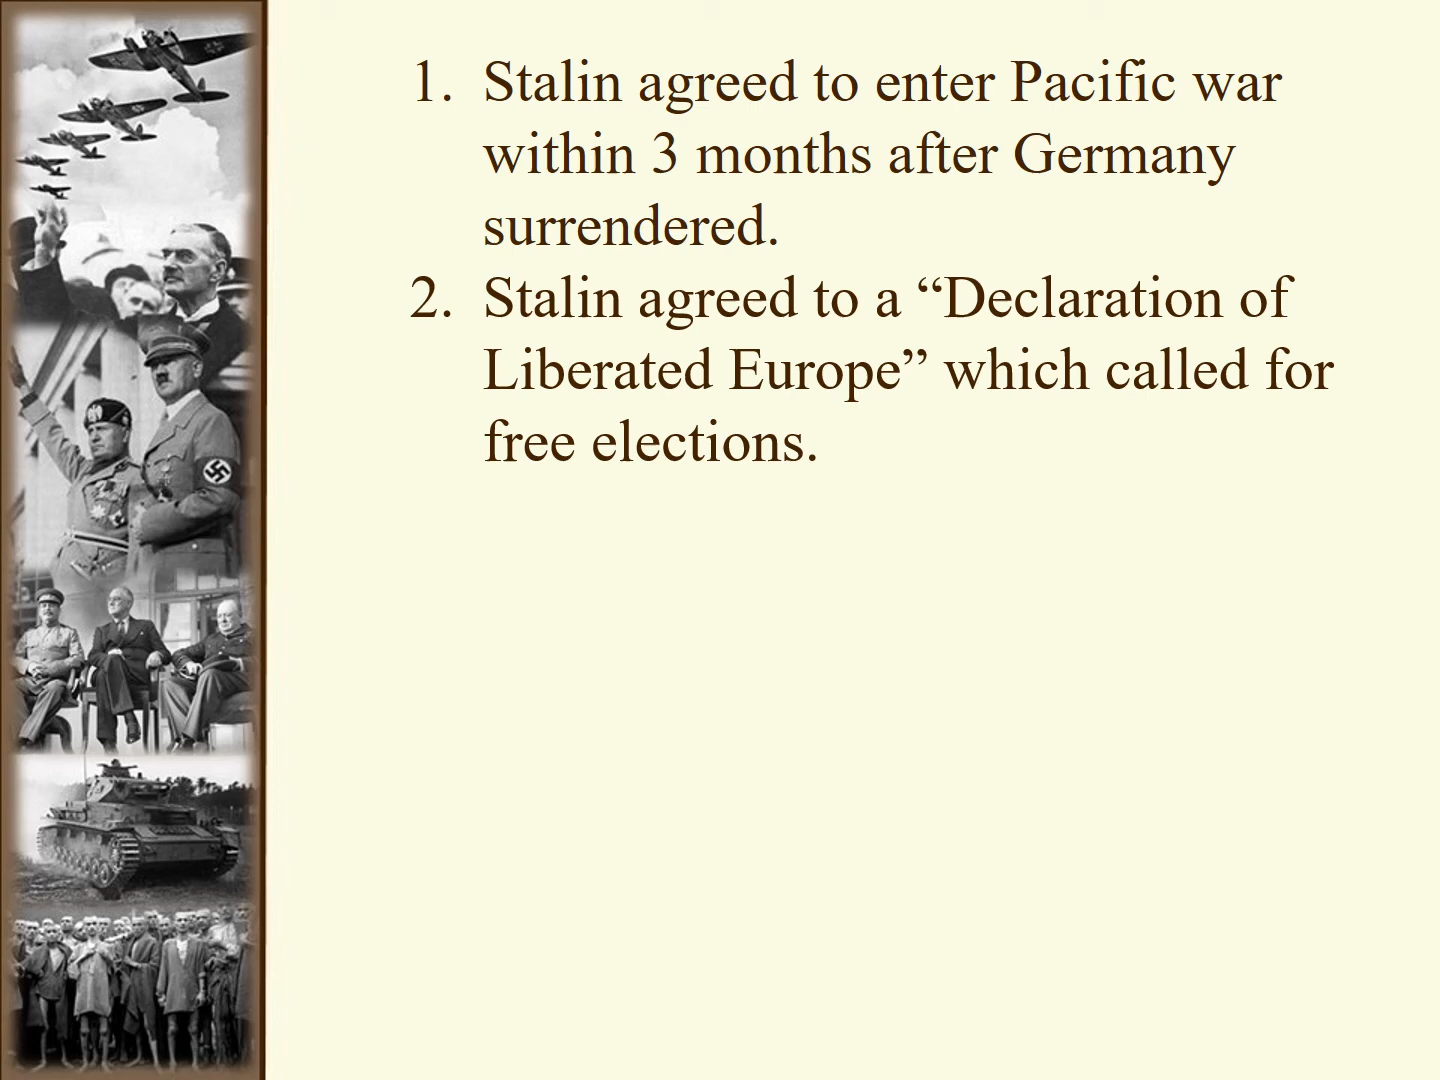 1. Stalin agreed to enter Pacific war
within 3 months after Germany
surrendered.
2. Stalin agreed to a “Declaration of
Liberated Europe” which called for
free elections.